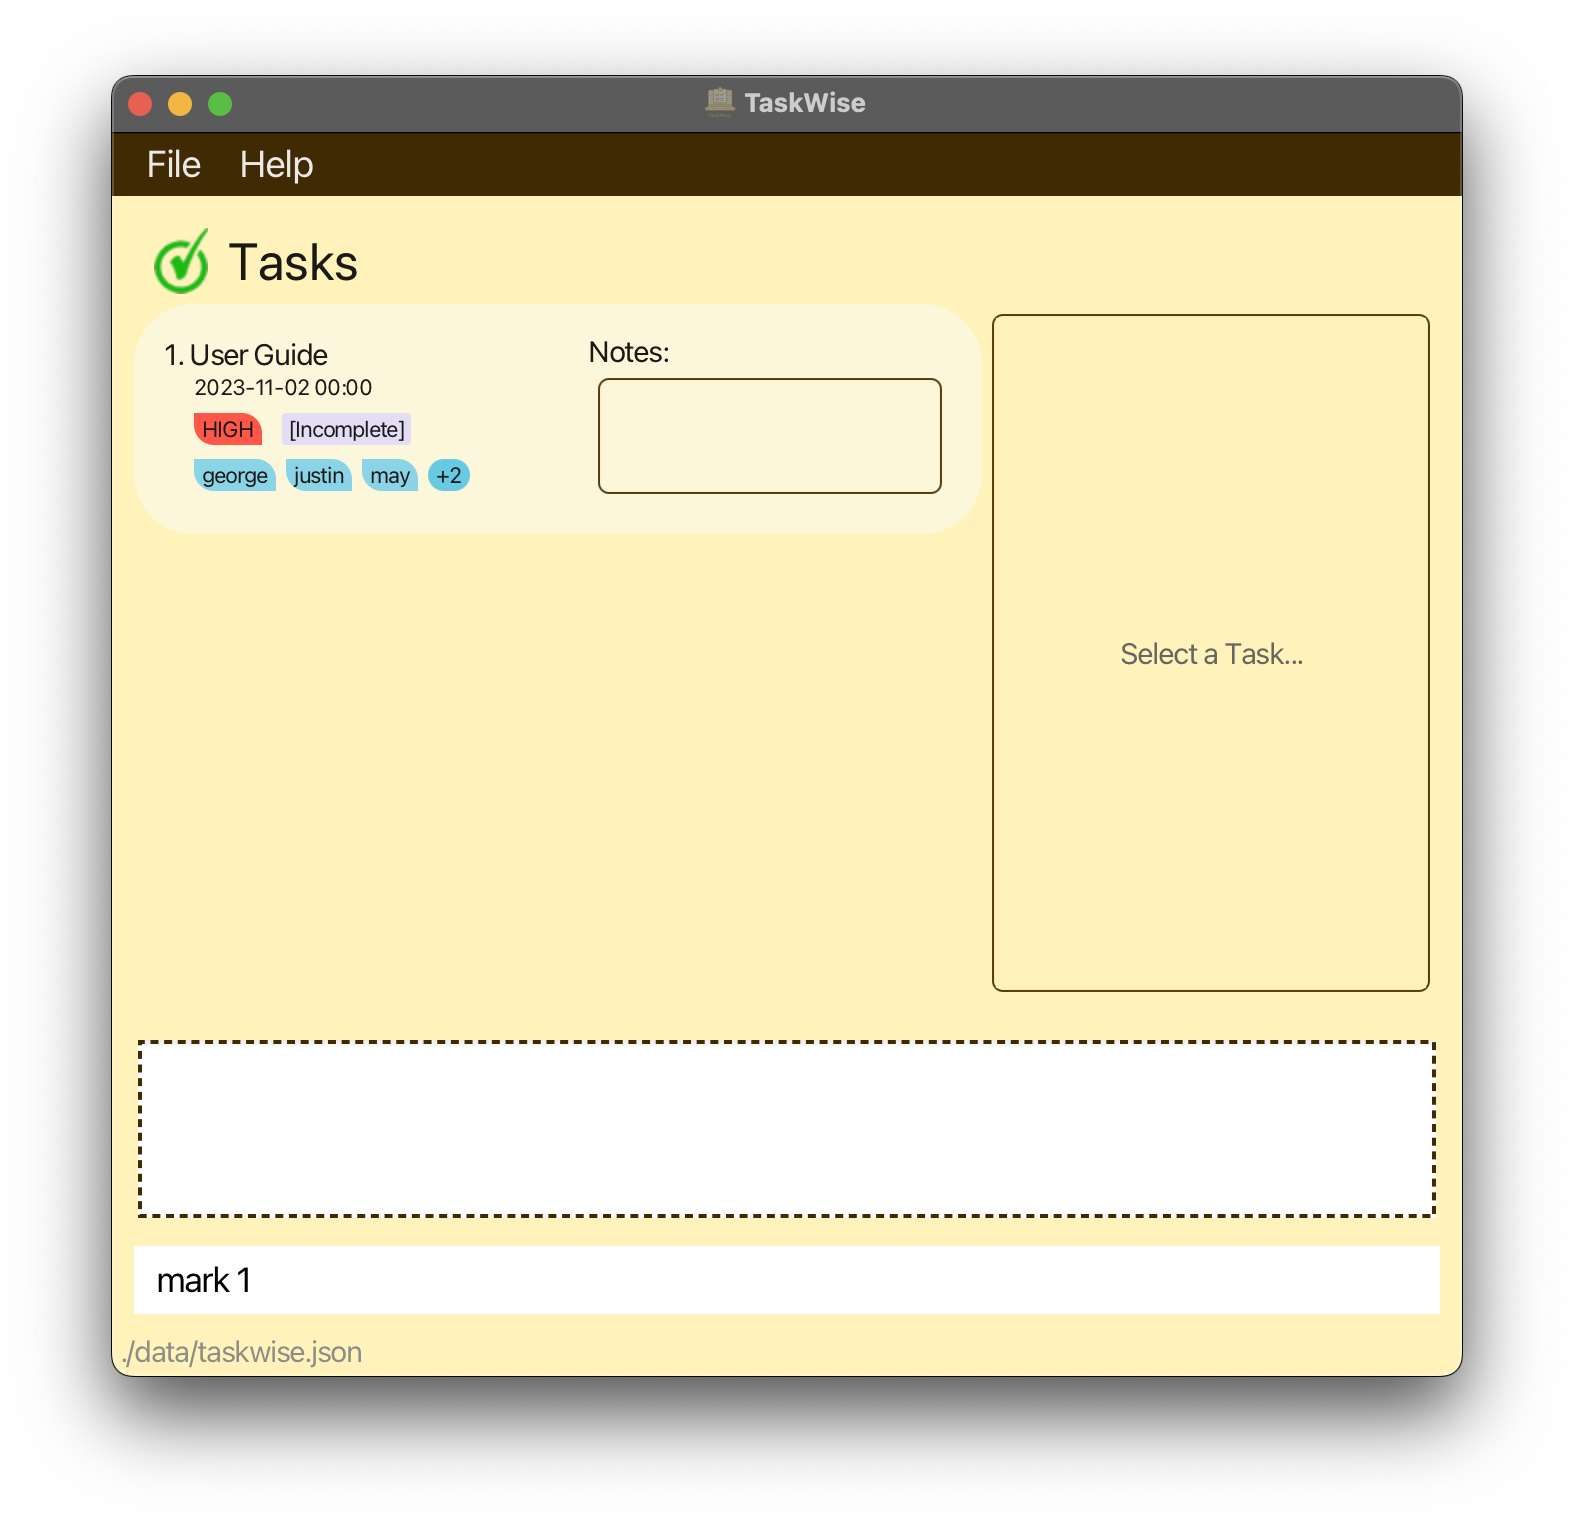 TaskWise
File Help
Tasks
1. User Guide
2023-11-02 00:00
HIGH [Incomplete]
george justin may +2
Notes:
Select a Task...
mark 1
./data/taskwise.json